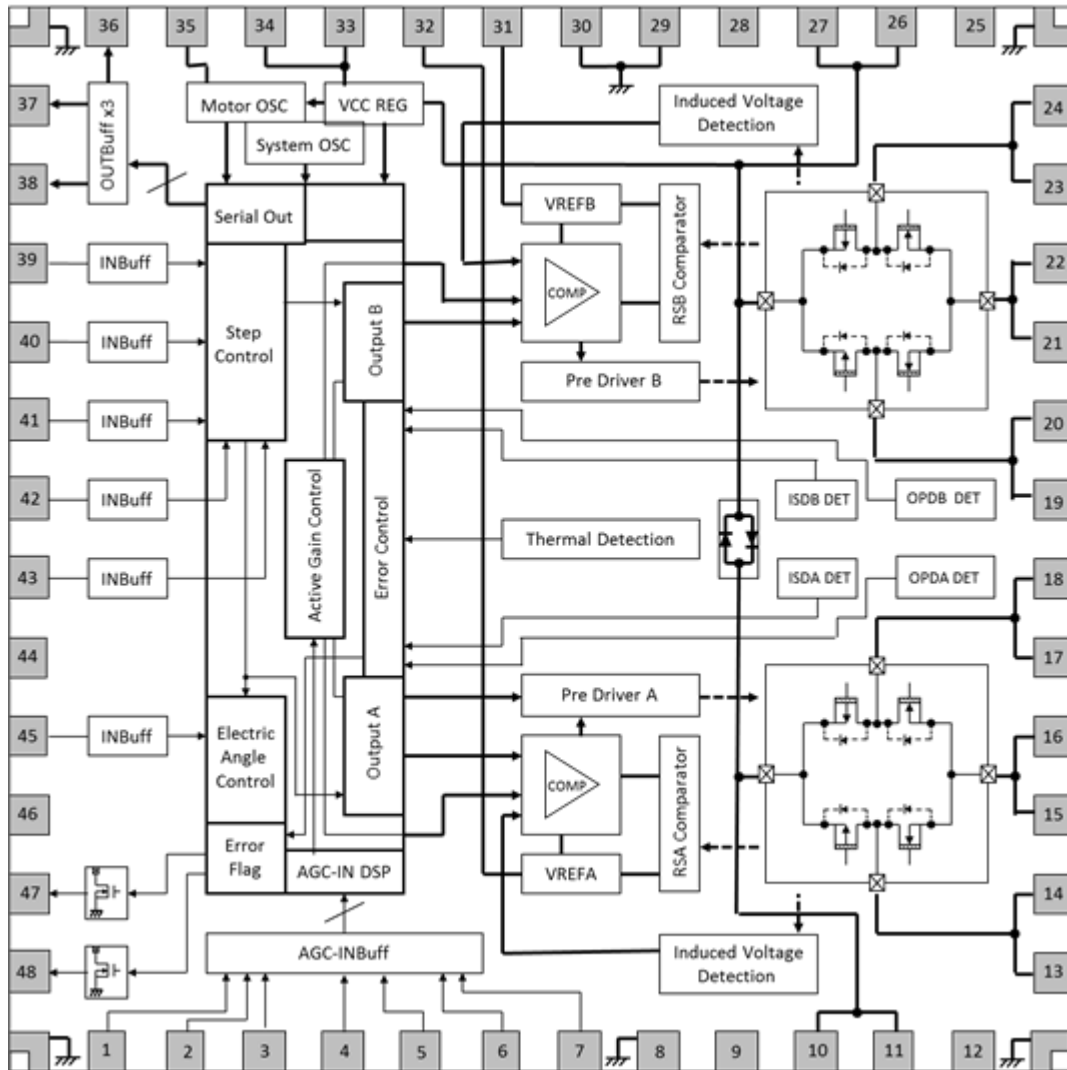 36
35
34
33
32
31
30
29
28
27
26
25
37
OUTBuff x3
Motor OSC
VCC REG
System OSC
Induced Voltage
Detection
24
38
Serial Out
VREFB
RSB Comparator
23
39
INBuff
Step
Control
Output B
COMP
22
40
INBuff
Pre Driver B
21
41
INBuff
20
42
INBuff
Active Gain Control
Error Control
Thermal Detection
ISDB DET
OPDB DET
19
43
INBuff
ISDA DET
OPDA DET
18
44
17
45
INBuff
Electric
Angle
Control
Output A
Pre Driver A
COMP
RSA Comparator
16
46
15
47
Error
Flag
AGC-IN DSP
VREFA
14
48
AGC-INBuff
Induced Voltage
Detection
13
1
2
3
4
5
6
7
8
9
10
11
12